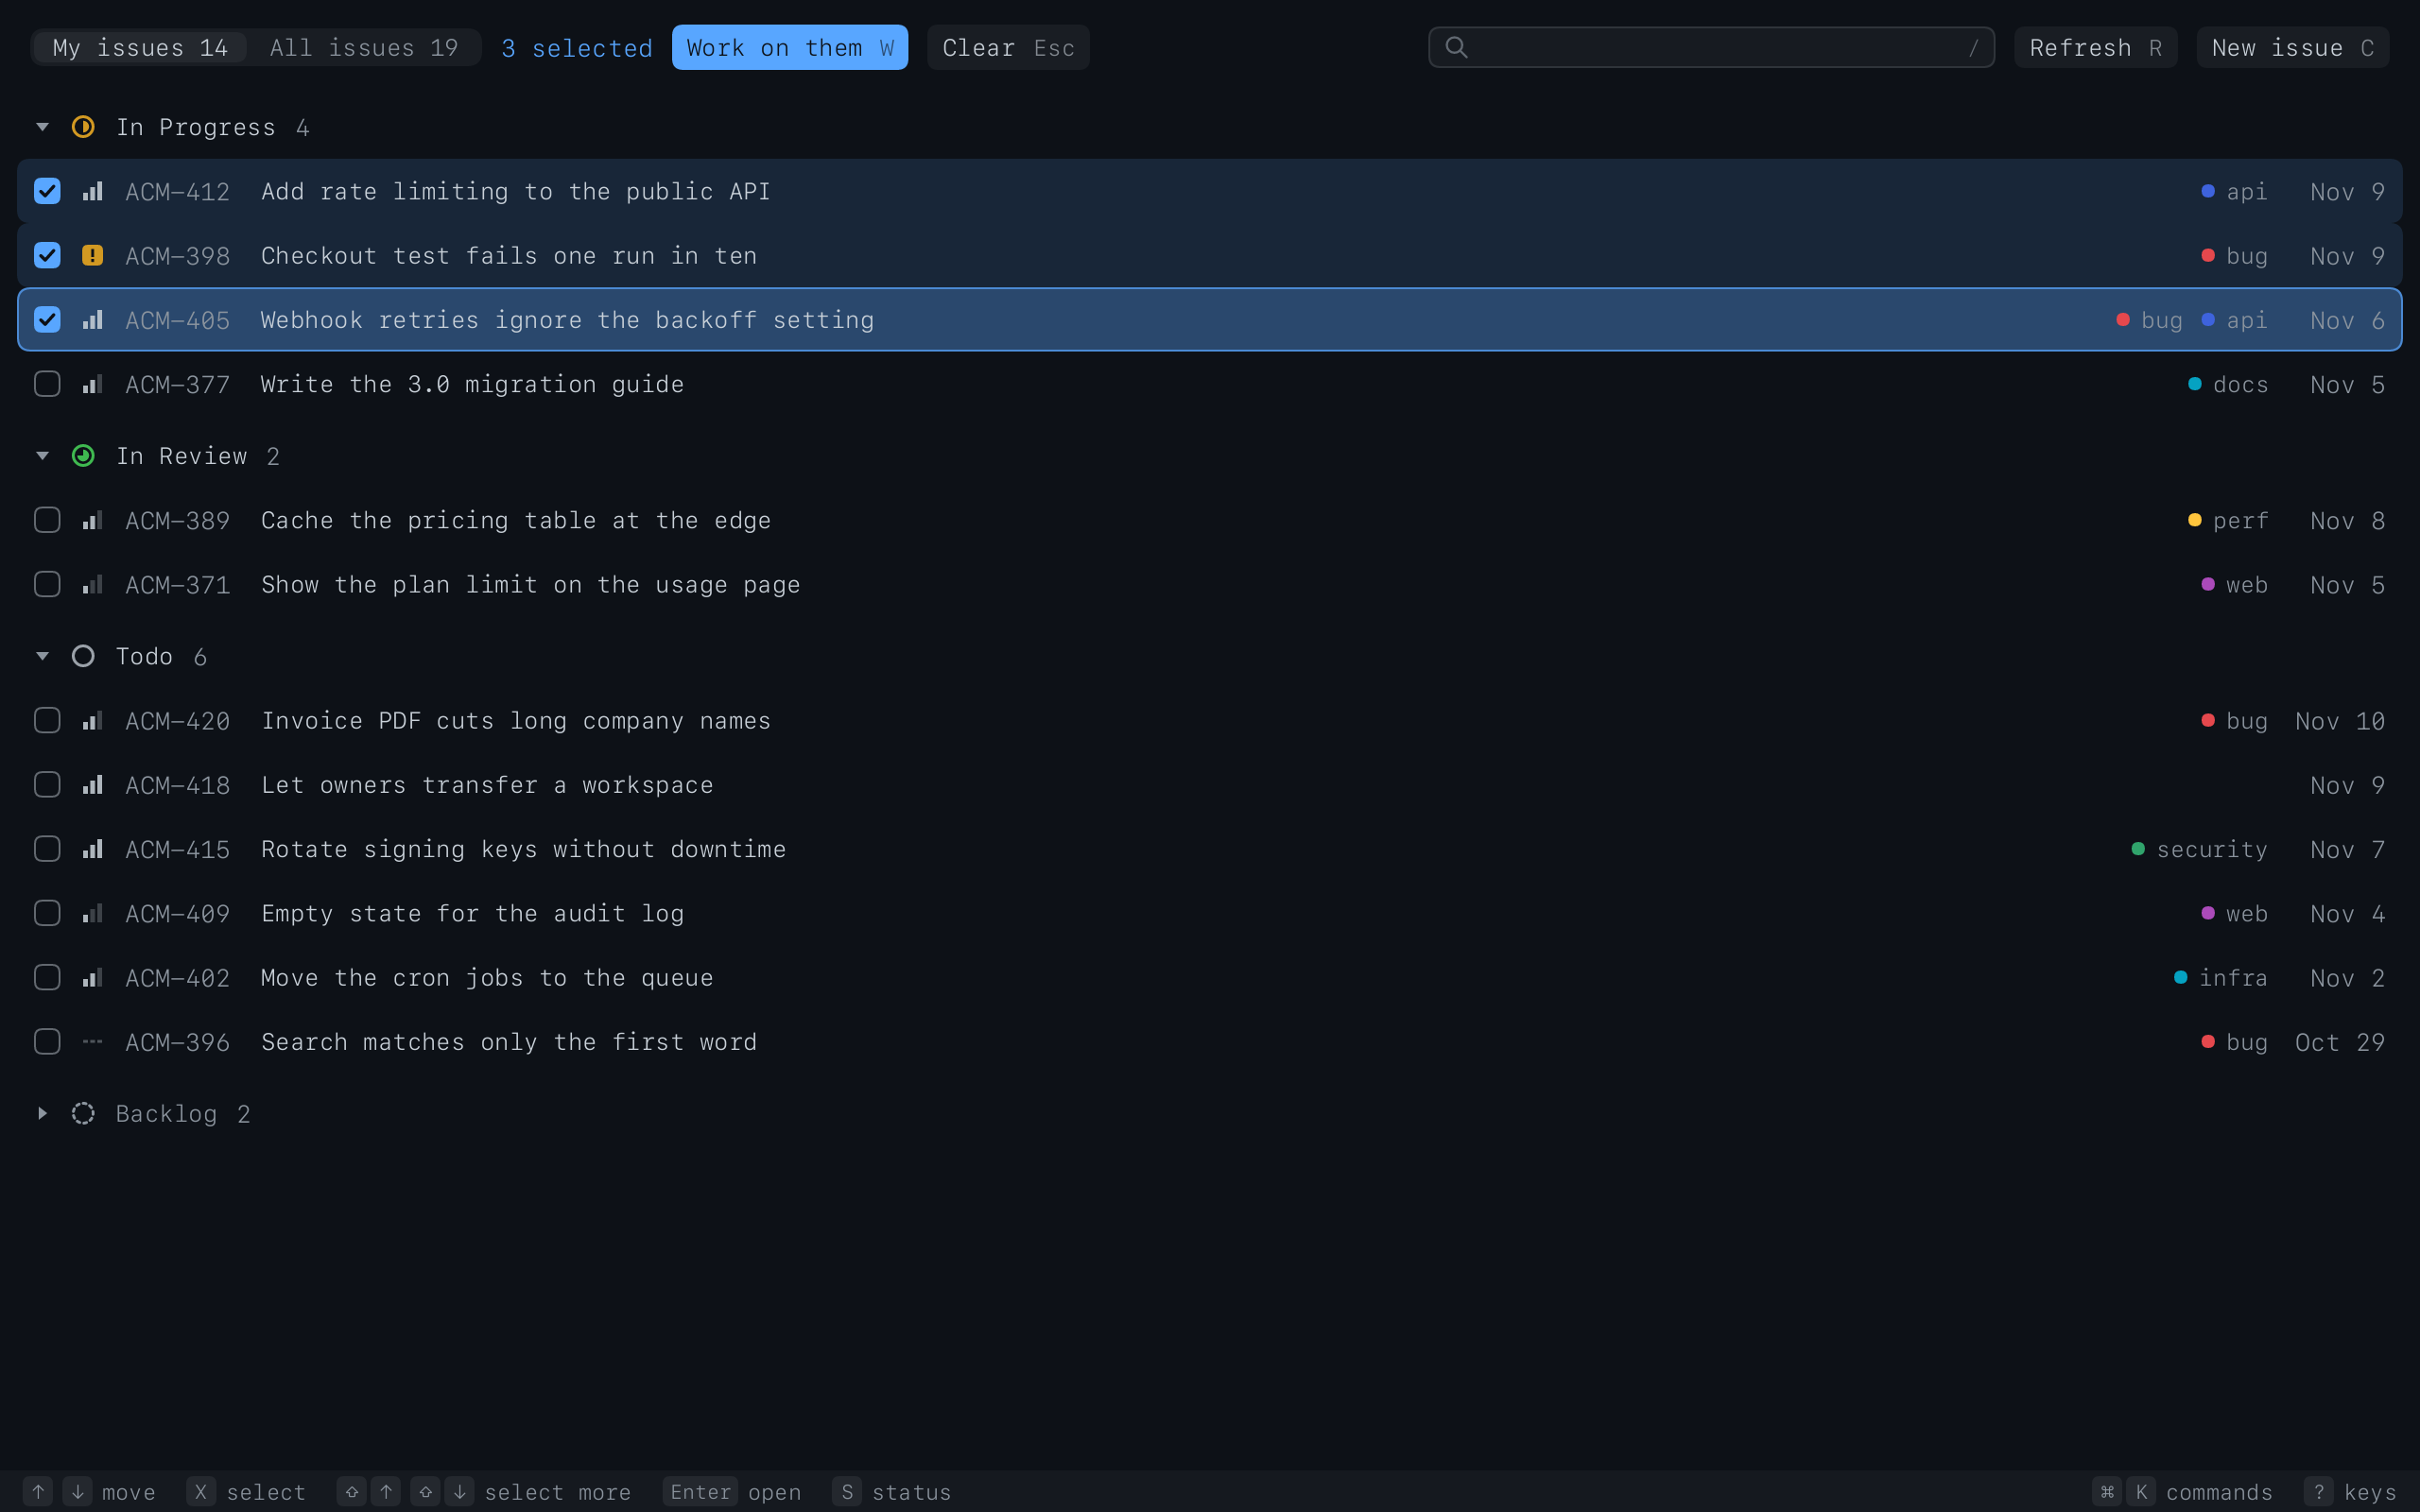 My issues 14 All issues 19 3 selected Work on them W Clear Esc / Refresh R New issue C
In Progress 4
ACM-412 Add rate limiting to the public API api Nov 9
ACM-398 Checkout test fails one run in ten bug Nov 9
ACM-405 Webhook retries ignore the backoff setting bug api Nov 6
ACM-377 Write the 3.0 migration guide docs Nov 5
In Review 2
ACM-389 Cache the pricing table at the edge perf Nov 8
ACM-371 Show the plan limit on the usage page web Nov 5
Todo 6
ACM-420 Invoice PDF cuts long company names bug Nov 10
ACM-418 Let owners transfer a workspace Nov 9
ACM-415 Rotate signing keys without downtime security Nov 7
ACM-409 Empty state for the audit log web Nov 4
ACM-402 Move the cron jobs to the queue infra Nov 2
ACM-396 Search matches only the first word bug Oct 29
Backlog 2
↑ ↓ move X select ⇧ ↑ ⇧ ↓ select more Enter open S status ⌘ K commands ? keys